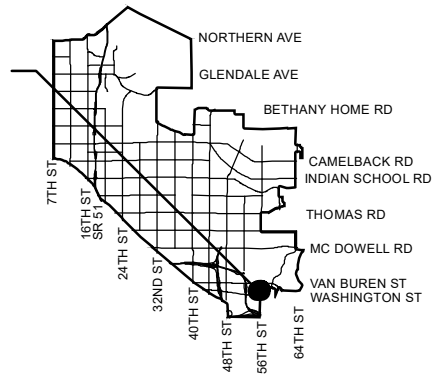 NORTHERN AVE
GLENDALE AVE
BETHANY HOME RD
CAMELBACK RD
INDIAN SCHOOL RD
THOMAS RD
MC DOWELL RD
VAN BUREN ST
WASHINGTON ST
7TH ST
16TH ST
SR 51
24TH ST
32ND ST
40TH ST
48TH ST
56TH ST
64TH ST